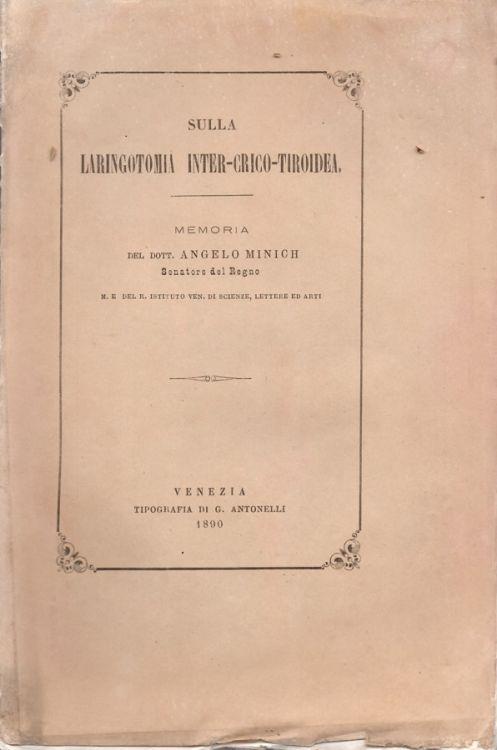 SULLA
LARINGOTOMIA INTER-CRICO-TIROIDEA.
MEMORIA
DEL DOTT. ANGELO MINICH
Senatore del Regno
M. E DEL R. ISTITUTO VEN. DI SCIENZE, LETTERE ED ARTI
VENEZIA
TIPOGRAFIA DI G. ANTONELLI
1890